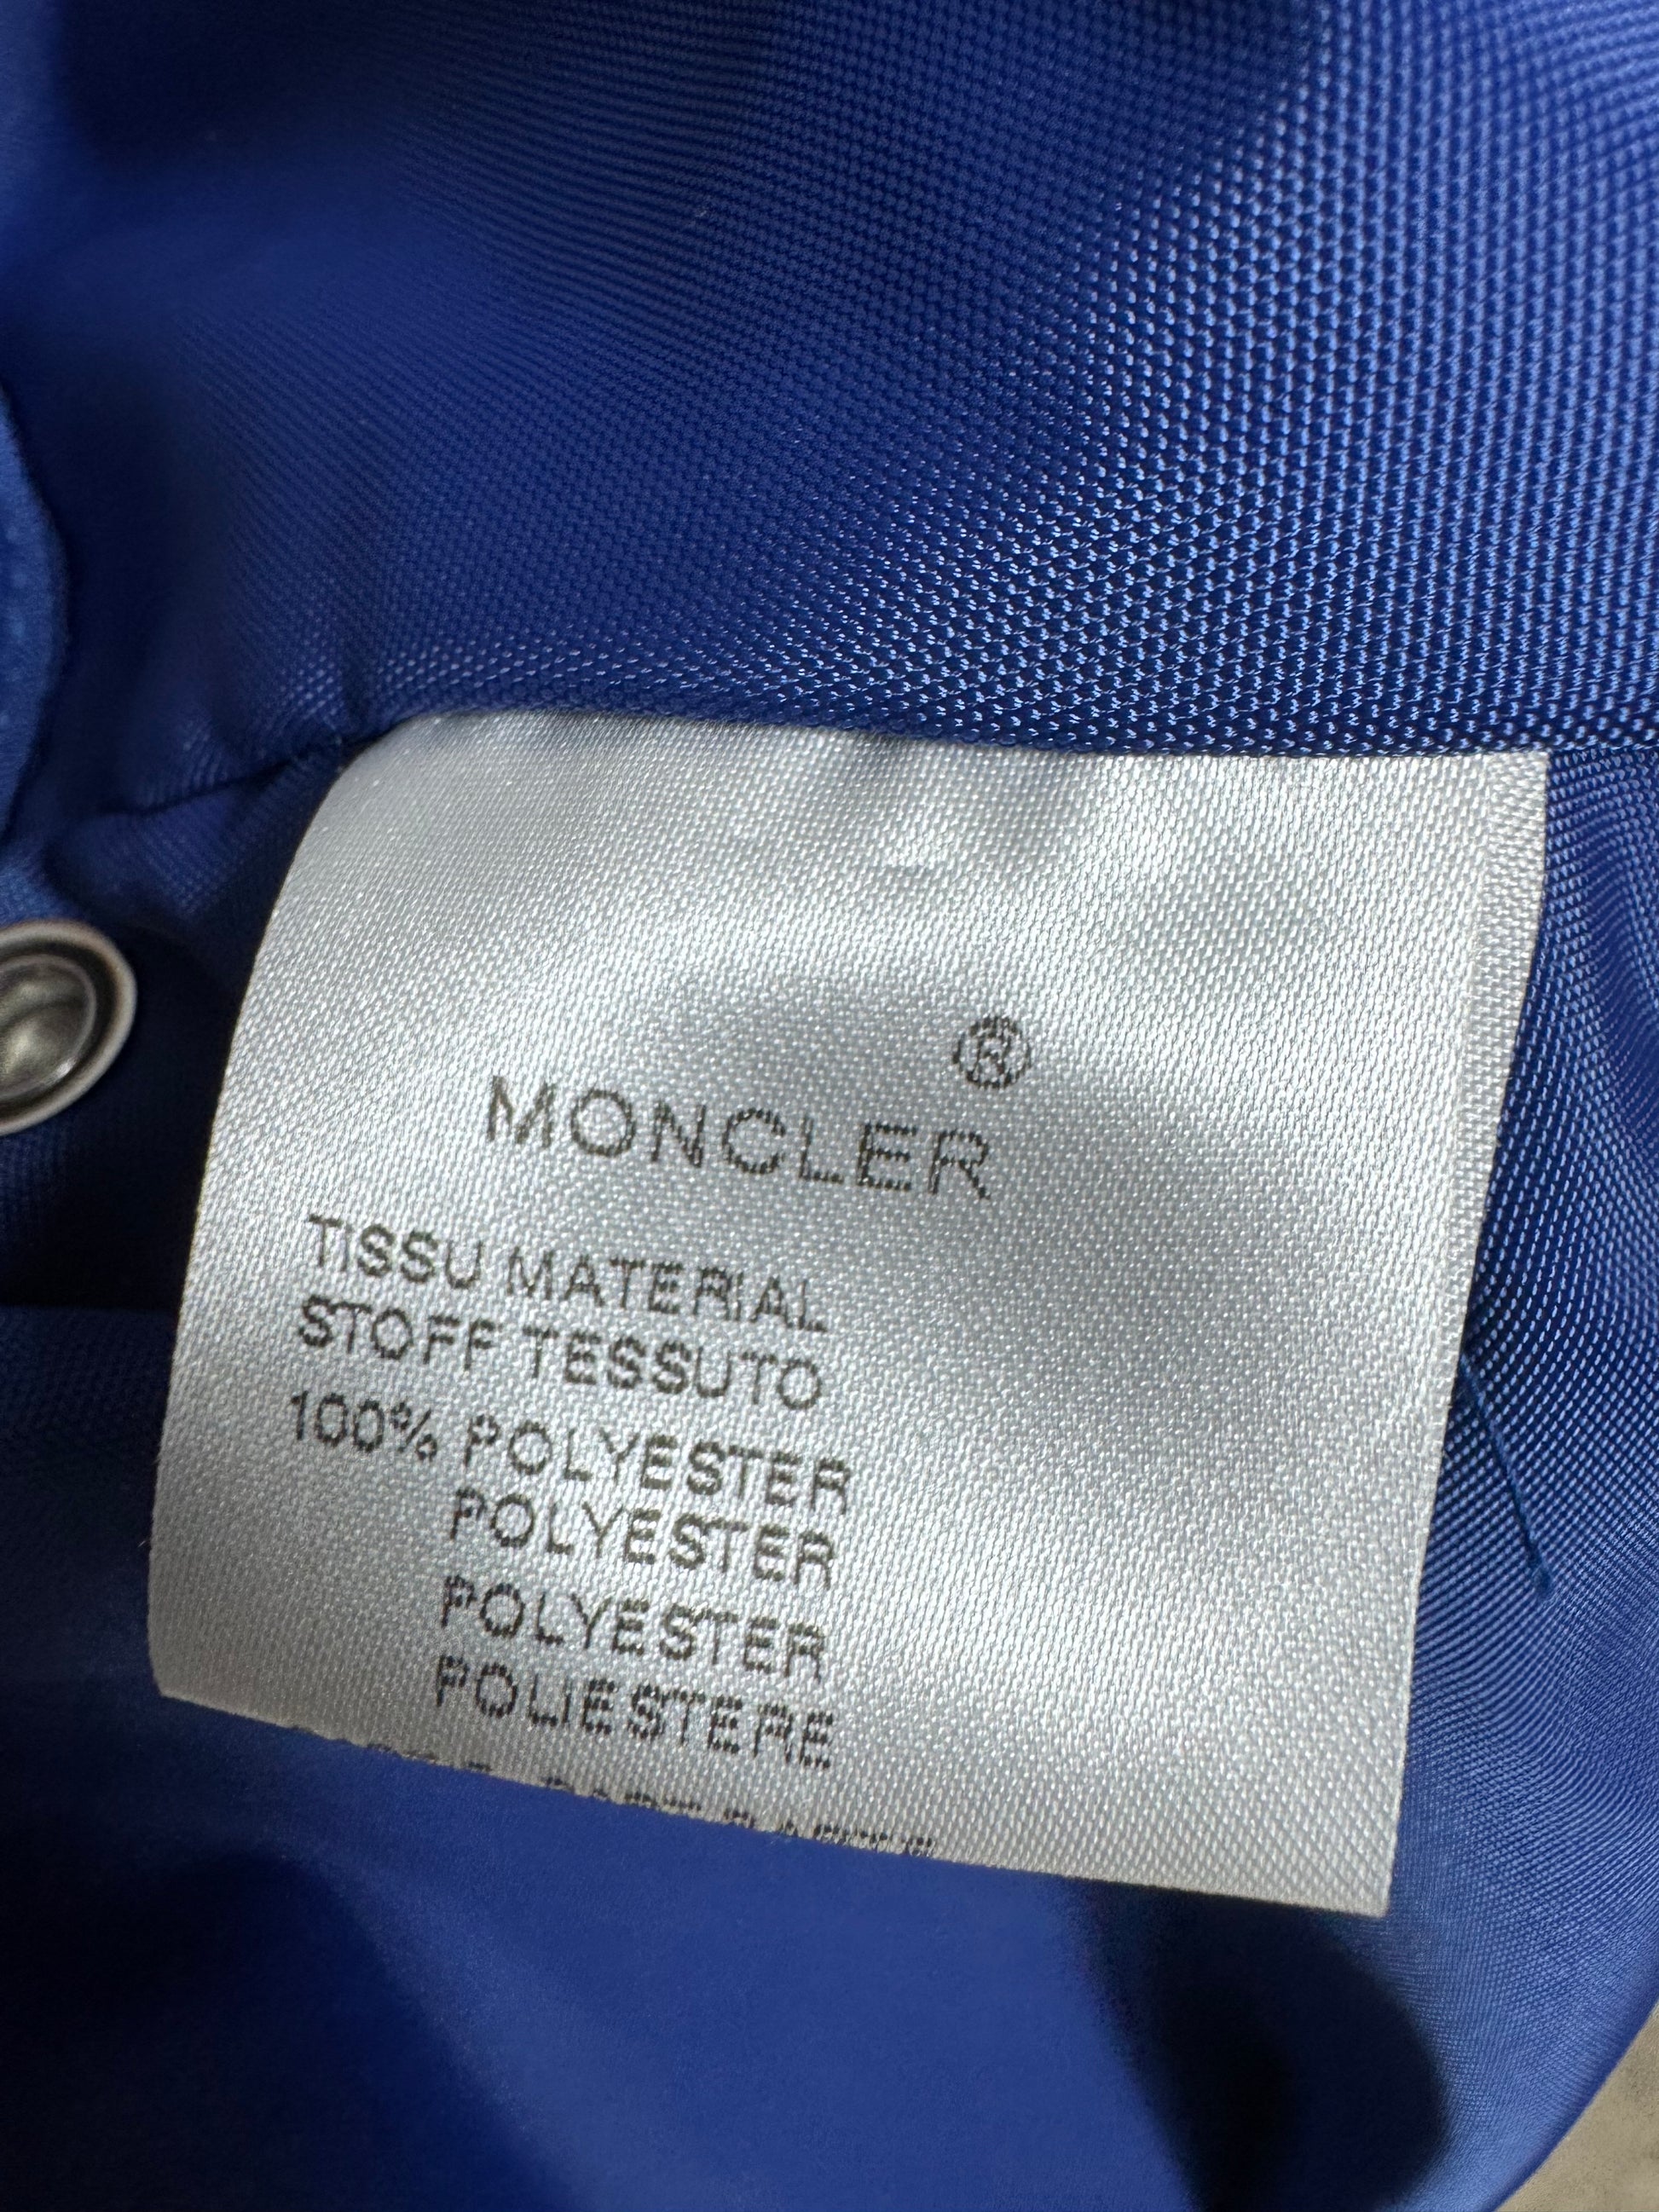 MONCLER®
TISSU MATERIAL
STOFF TESSUTO
100% POLYESTER
POLYESTER
POLYESTER
POLIESTERE